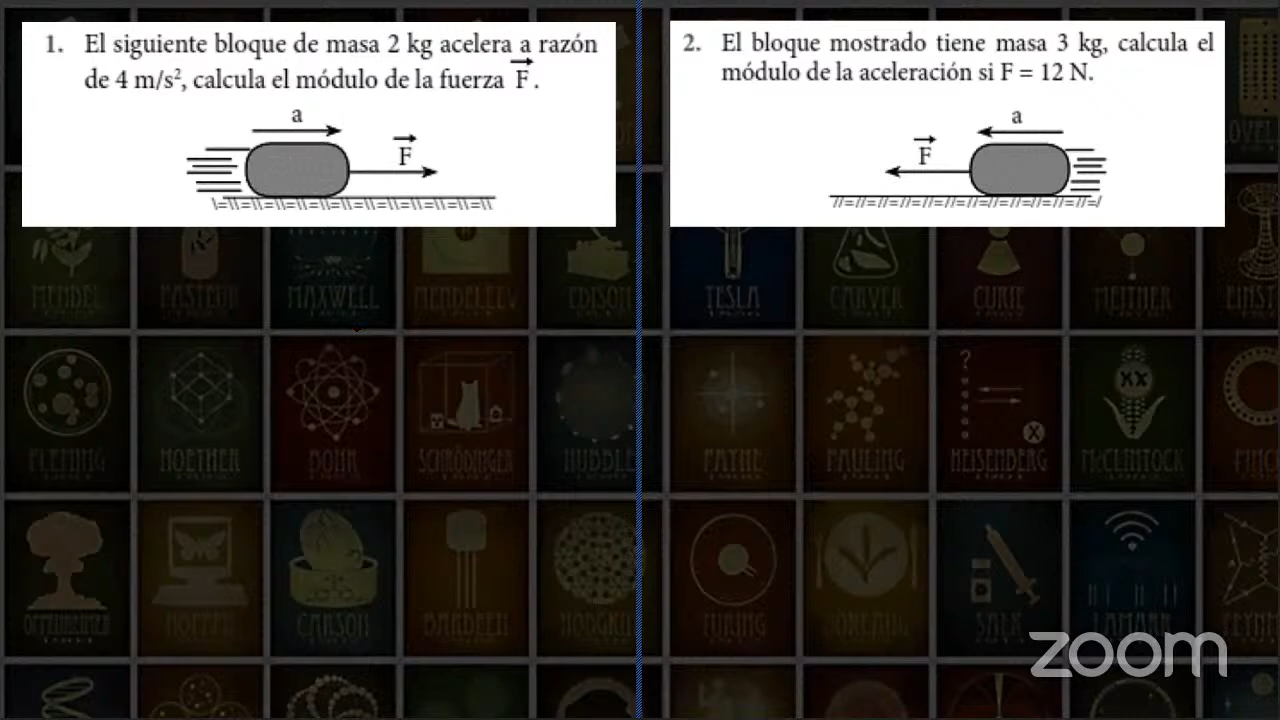 1. El siguiente bloque de masa 2 kg acelera a razón
de 4 m/s², calcula el módulo de la fuerza F⃗.
a
F⃗
2. El bloque mostrado tiene masa 3 kg, calcula el
módulo de la aceleración si F = 12 N.
a
F⃗
MENDEL
PASTEUR
MAXWELL
MENDELEEV
EDISON
TESLA
CARVER
CURIE
MEITNER
FLEMING
NOETHER
BOHR
SCHRÖDINGER
HUBBLE
PAYNE
PAULING
HEISENBERG
McCLINTOCK
OPPENHEIMER
HOPPER
CARSON
BARDEEN
HODGKIN
TURING
BORLAUG
SALK
LAMARR
zoom